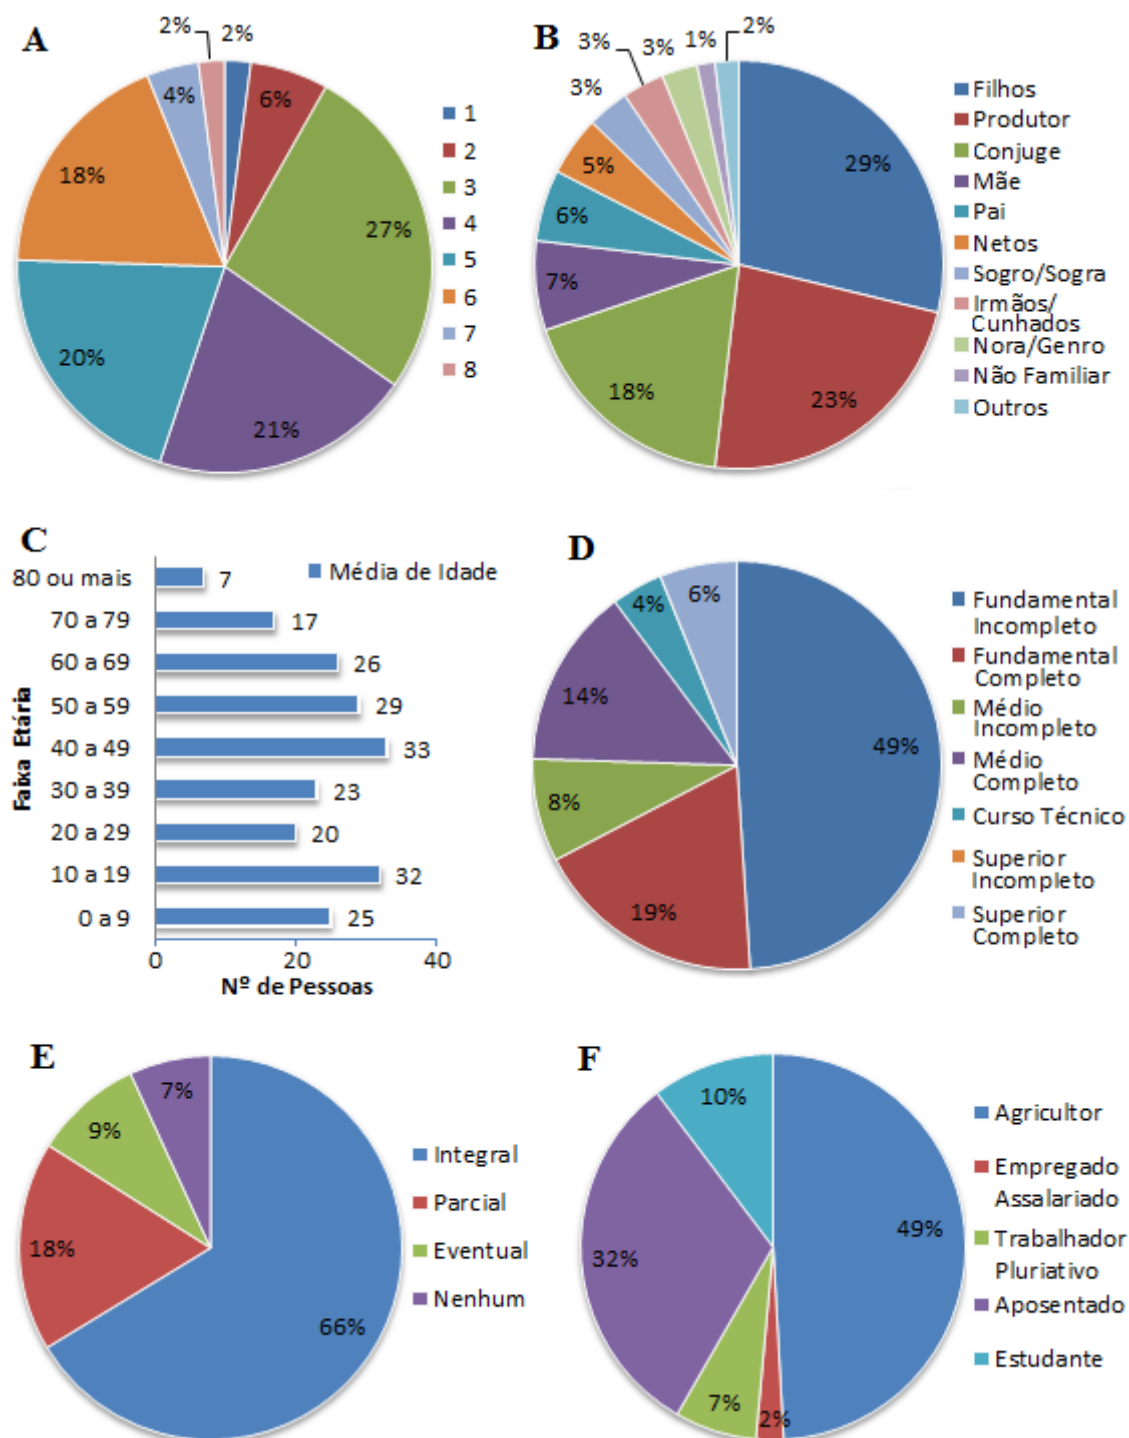 A
2%
2%
6%
27%
21%
20%
18%
4%
1
2
3
4
5
6
7
8
B
3%
3%
3%
1%
2%
29%
23%
18%
7%
6%
5%
Filhos
Produtor
Conjuge
Mãe
Pai
Netos
Sogro/Sogra
Irmãos/
Cunhados
Nora/Genro
Não Familiar
Outros
C
Média de Idade
Faixa Etária
80 ou mais 7
70 a 79 17
60 a 69 26
50 a 59 29
40 a 49 33
30 a 39 23
20 a 29 20
10 a 19 32
0 a 9 25
0 20 40
Nº de Pessoas
D
4%
6%
14%
49%
8%
19%
Fundamental
Incompleto
Fundamental
Completo
Médio
Incompleto
Médio
Completo
Curso Técnico
Superior
Incompleto
Superior
Completo
E
7%
9%
18%
66%
Integral
Parcial
Eventual
Nenhum
F
10%
49%
32%
7%
2%
Agricultor
Empregado
Assalariado
Trabalhador
Pluriativo
Aposentado
Estudante